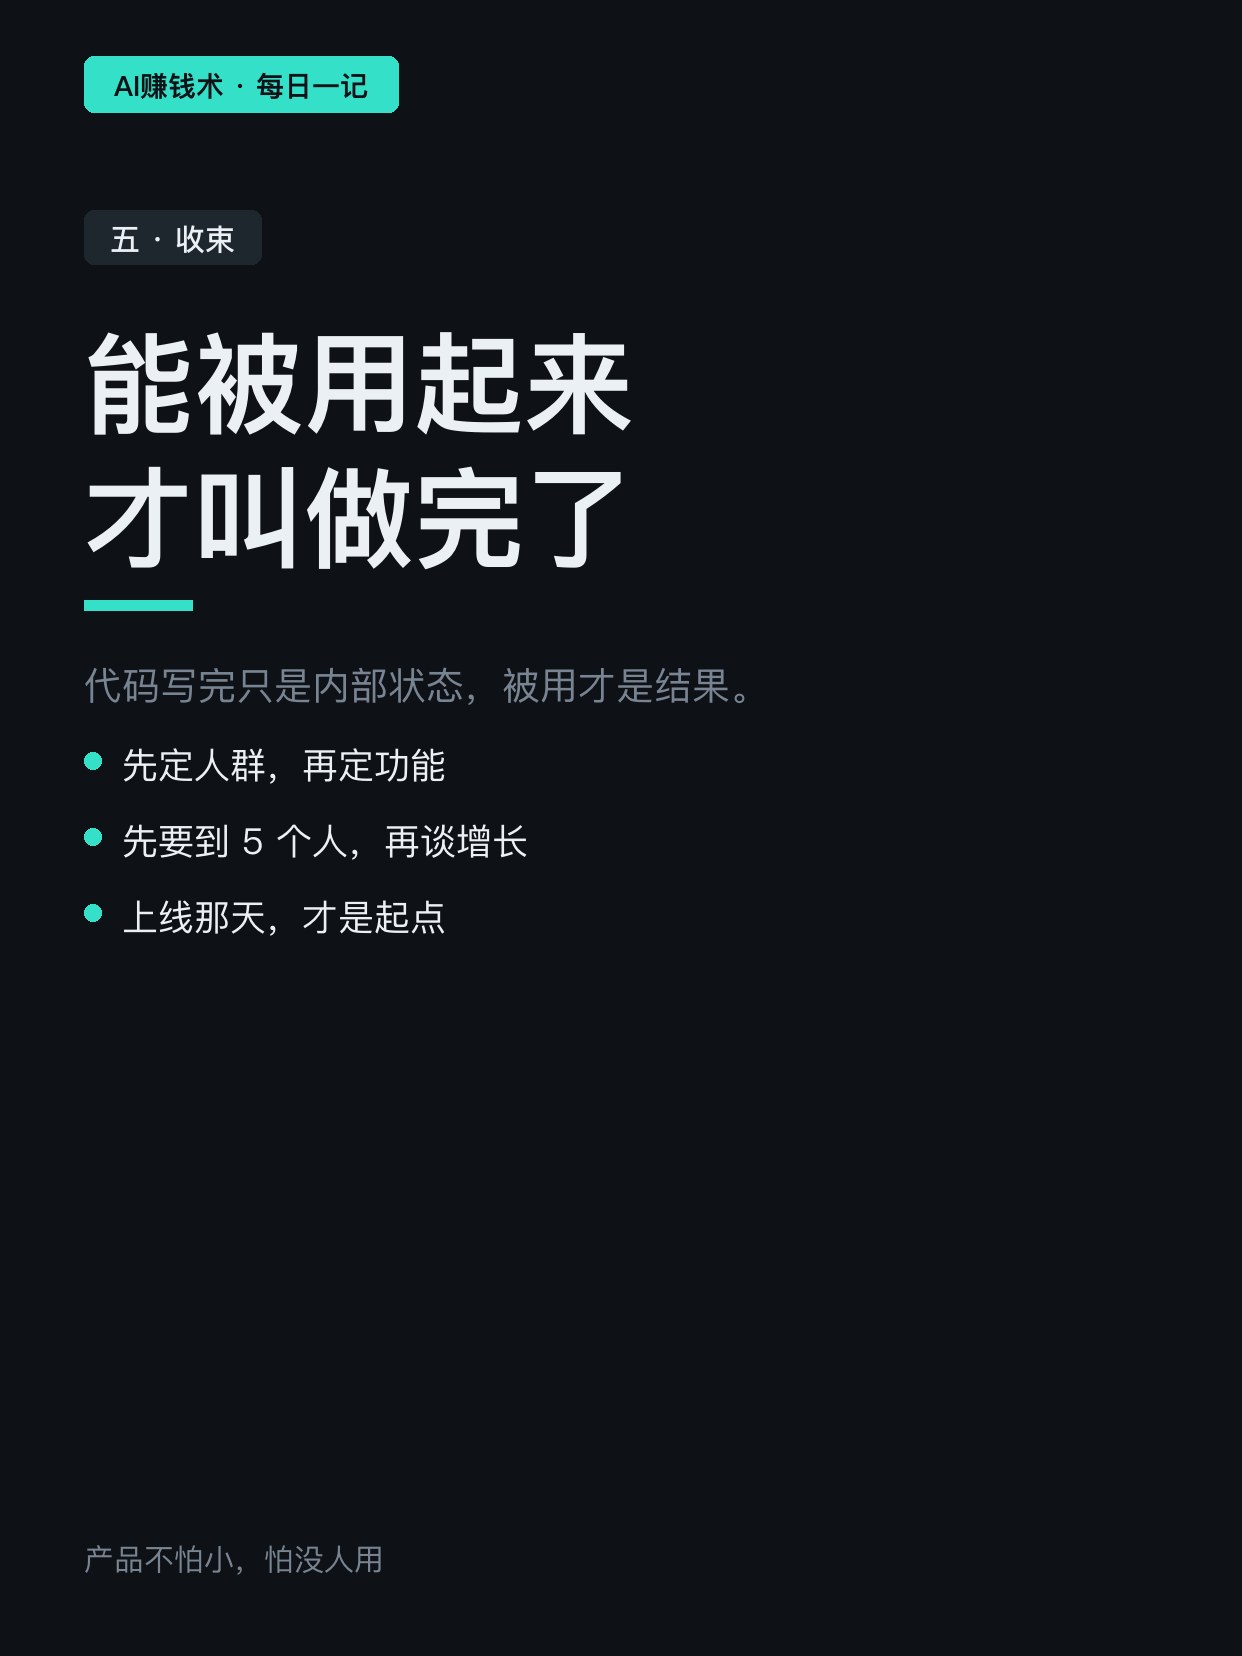 AI赚钱术 · 每日一记
五 · 收束
能被用起来
才叫做完了
代码写完只是内部状态，被用才是结果。
先定人群，再定功能
先要到 5 个人，再谈增长
上线那天，才是起点
产品不怕小，怕没人用